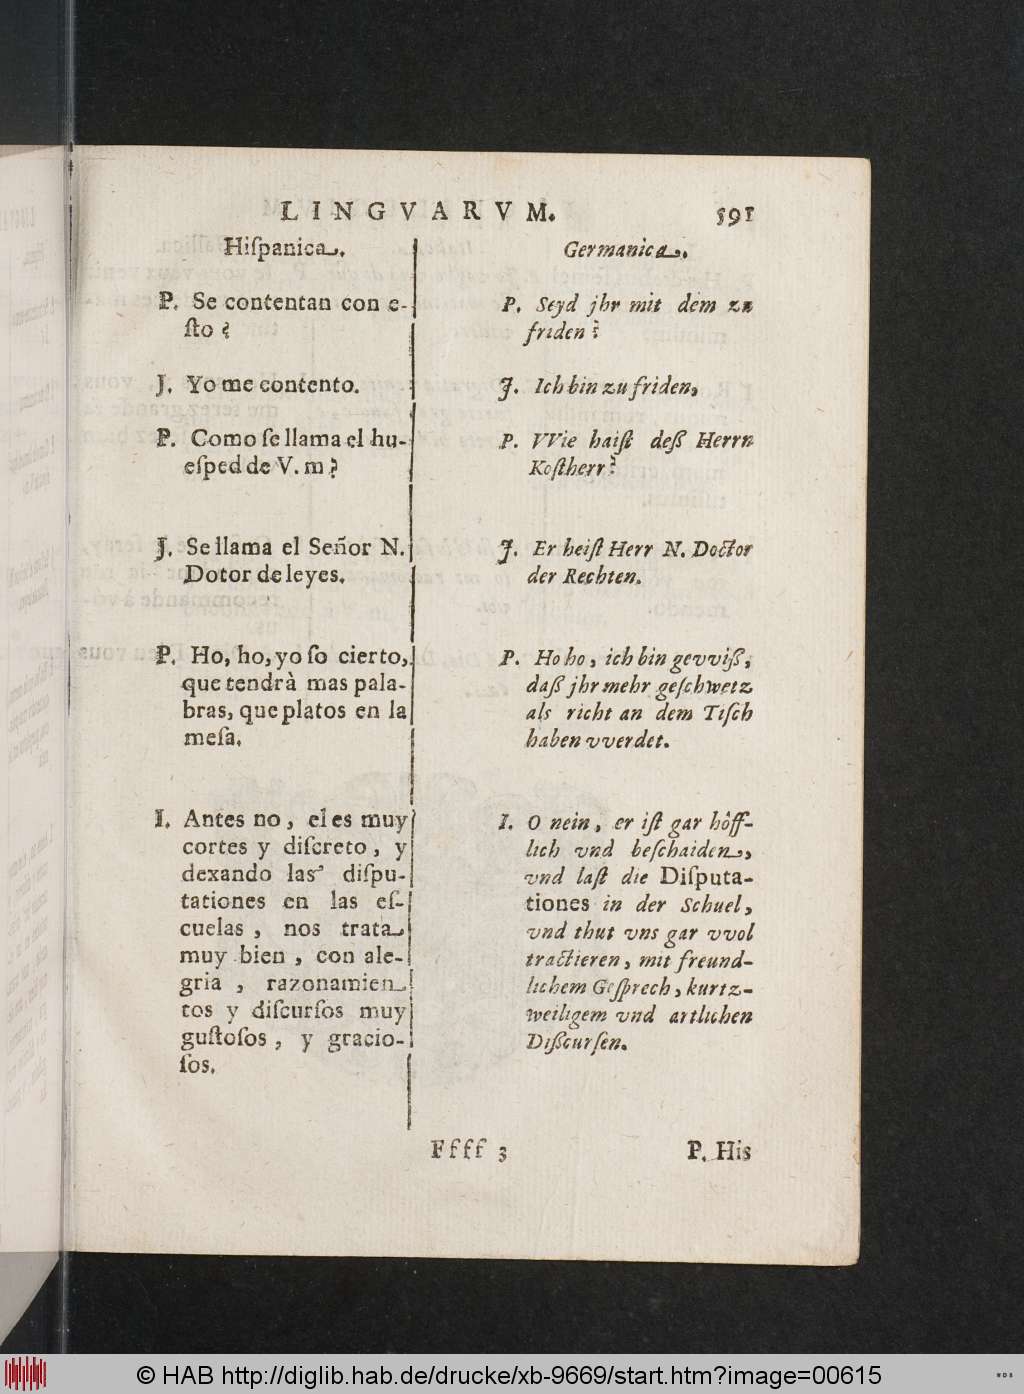 LINGVARVM. 591
Hiſpanica.
P. Se contentan con e-
ſto?
J. Yo me contento.
P. Como ſe llama el hu-
eſped de V. m?
J. Se llama el Señor N.
Dotor de leyes.
P. Ho, ho, yo ſo cierto,
que tendrà mas pala-
bras, que platos en la
meſa.
I. Antes no, el es muy
cortes y diſcreto, y
dexando las diſpu-
tationes en las eſ-
cuelas, nos trata
muy bien, con ale-
gria, razonamien
tos y diſcurſos muy
guſtoſos, y gracio-
ſos.
Germanica.
P. Seyd jhr mit dem zu
friden?
J. Ich bin zu friden,
P. VVie haiſt deß Herrn
Koſtherr?
J. Er heiſt Herr N. Doctor
der Rechten.
P. Ho ho, ich bin gevviß,
daß jhr mehr geſchwetz
als richt an dem Tiſch
haben vverdet.
I. O nein, er iſt gar höff-
lich vnd beſchaiden,
vnd laſt die Diſputa-
tiones in der Schuel,
vnd thut vns gar vvol
tractieren, mit freund-
lichem Geſprech, kurtz-
weiligem vnd artlichen
Dißcurſen.
Ffff 3 P. His
© HAB http://diglib.hab.de/drucke/xb-9669/start.htm?image=00615